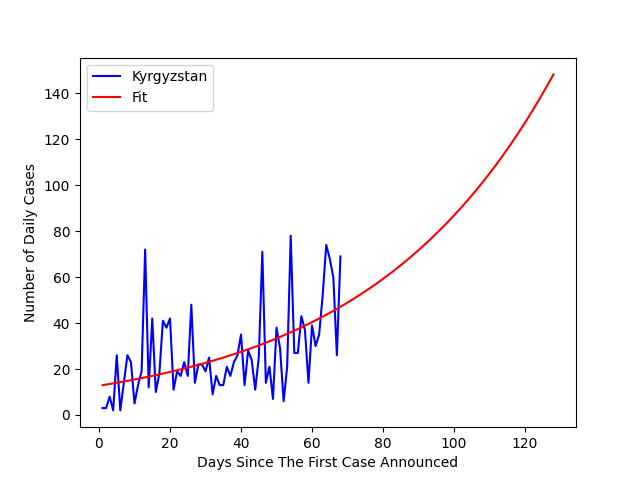 Kyrgyzstan
Fit
140
120
100
80
60
40
20
0
Number of Daily Cases
0 20 40 60 80 100 120
Days Since The First Case Announced